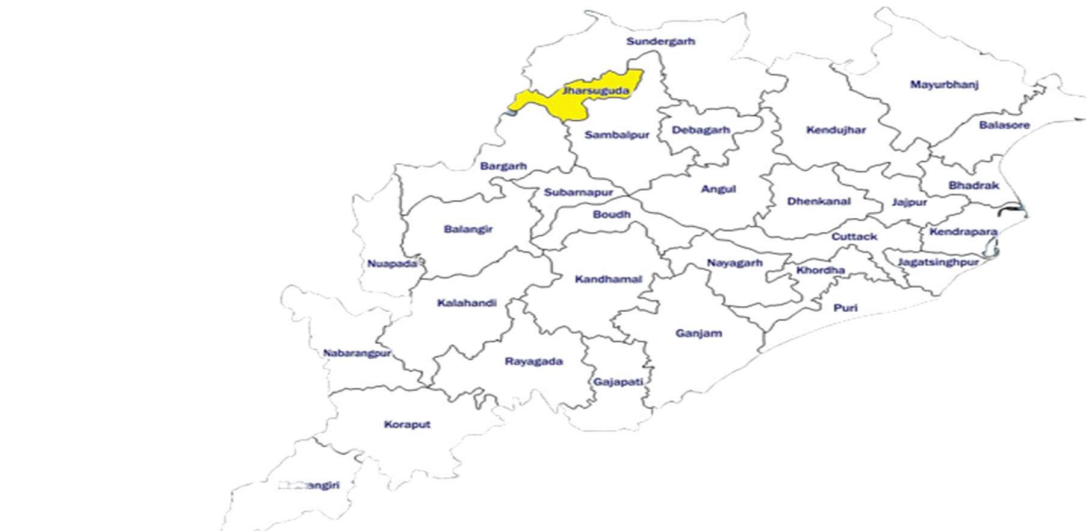 Sundergarh
Jharsuguda
Mayurbhanj
Sambalpur
Debagarh
Kendujhar
Balasore
Bargarh
Subarnapur
Angul
Bhadrak
Dhenkanal
Jajpur
Boudh
Balangir
Cuttack
Kendrapara
Nuapada
Nayagarh
Khordha
Jagatsinghpur
Kandhamal
Kalahandi
Puri
Ganjam
Nabarangpur
Rayagada
Gajapati
Koraput
angiri